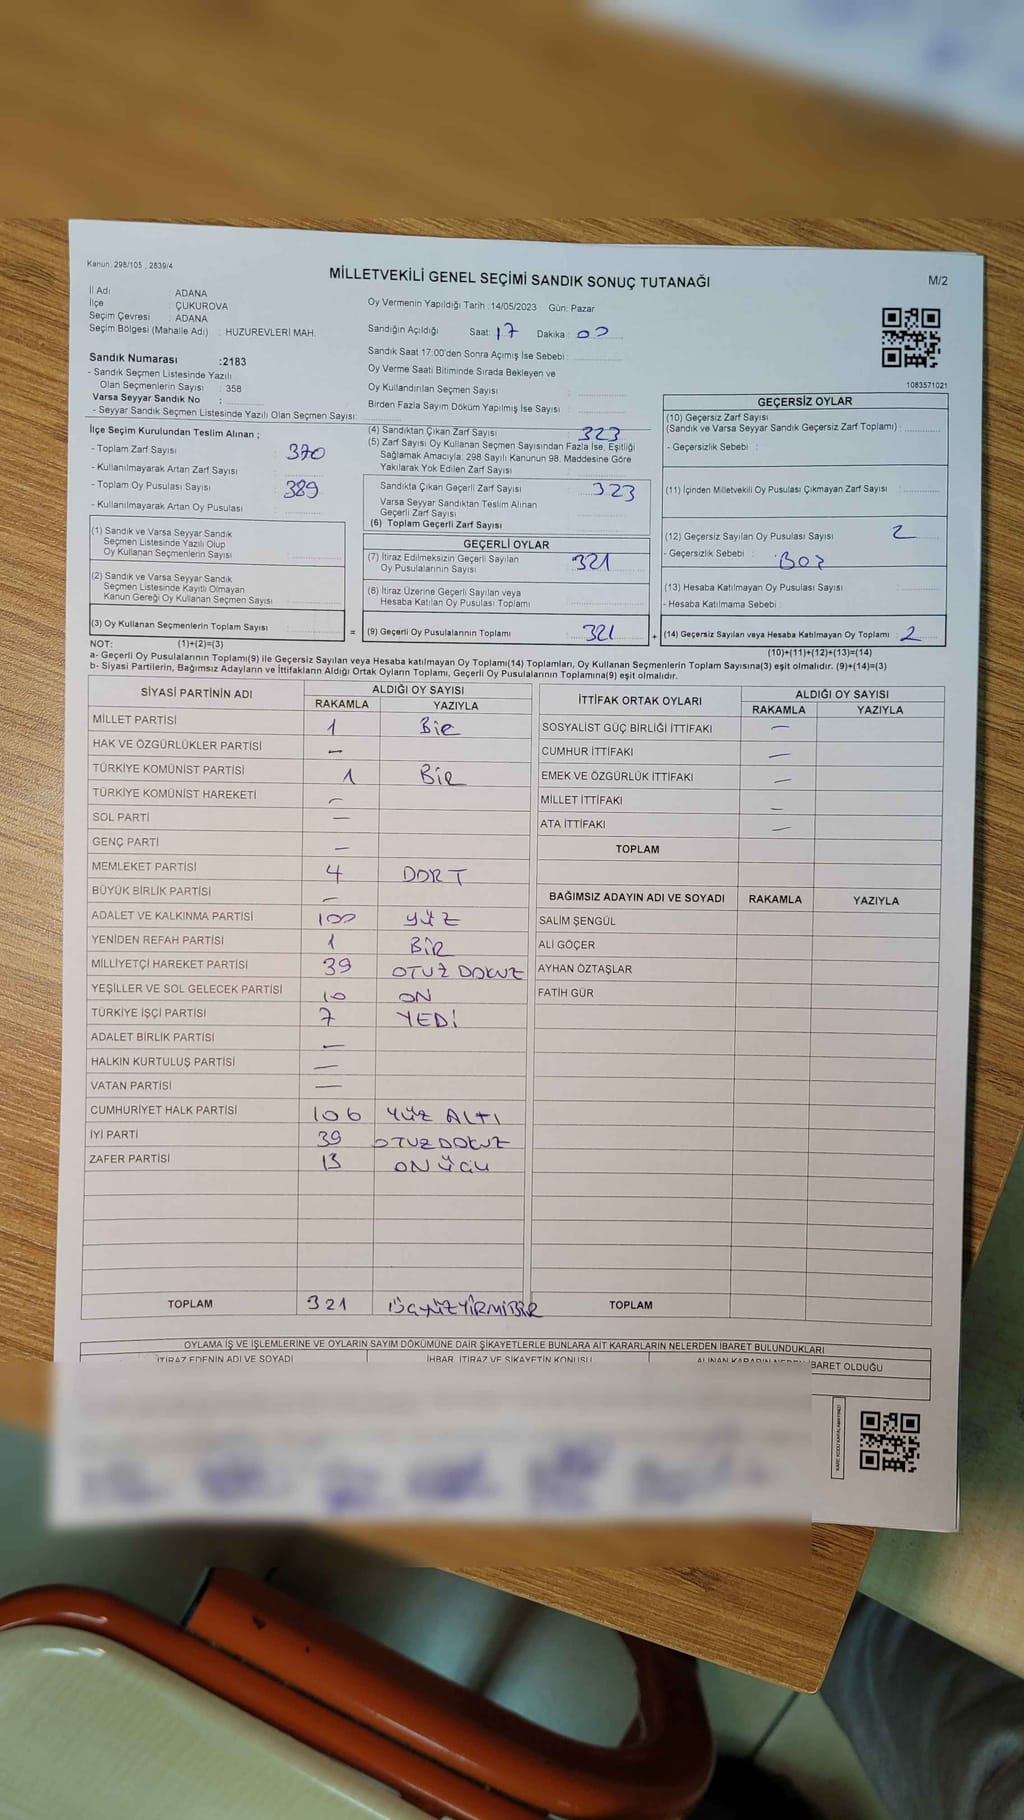 Kanun: 298/105 ; 2839/4
MİLLETVEKİLİ GENEL SEÇİMİ SANDIK SONUÇ TUTANAĞI
M/2
İl Adı : ADANA
İlçe : ÇUKUROVA
Seçim Çevresi : ADANA
Seçim Bölgesi (Mahalle Adı) : HUZUREVLERİ MAH.
Oy Vermenin Yapıldığı Tarih :14/05/2023 Gün: Pazar
Sandığın Açıldığı Saat: 17 Dakika : 00
Sandık Saat 17:00'den Sonra Açılmış İse Sebebi :
Oy Verme Saati Bitiminde Sırada Bekleyen ve
Oy Kullandırılan Seçmen Sayısı
Birden Fazla Sayım Döküm Yapılmış İse Sayısı
1083571021
Sandık Numarası :2183
- Sandık Seçmen Listesinde Yazılı
Olan Seçmenlerin Sayısı : 358
Varsa Seyyar Sandık No :
- Seyyar Sandık Seçmen Listesinde Yazılı Olan Seçmen Sayısı:
İlçe Seçim Kurulundan Teslim Alınan ;
- Toplam Zarf Sayısı : 370
- Kullanılmayarak Artan Zarf Sayısı
- Toplam Oy Pusulası Sayısı : 389
- Kullanılmayarak Artan Oy Pusulası :
(4) Sandıktan Çıkan Zarf Sayısı : 323
(5) Zarf Sayısı Oy Kullanan Seçmen Sayısından Fazla İse, Eşitliği
Sağlamak Amacıyla; 298 Sayılı Kanunun 98. Maddesine Göre
Yakılarak Yok Edilen Zarf Sayısı
Sandıkta Çıkan Geçerli Zarf Sayısı : 323
Varsa Seyyar Sandıktan Teslim Alınan
Geçerli Zarf Sayısı
(6) Toplam Geçerli Zarf Sayısı
GEÇERSİZ OYLAR
(10) Geçersiz Zarf Sayısı
(Sandık ve Varsa Seyyar Sandık Geçersiz Zarf Toplamı) :
- Geçersizlik Sebebi :
(11) İçinden Milletvekili Oy Pusulası Çıkmayan Zarf Sayısı :
(12) Geçersiz Sayılan Oy Pusulası Sayısı 2
- Geçersizlik Sebebi :
(13) Hesaba Katılmayan Oy Pusulası Sayısı
- Hesaba Katılmama Sebebi :
(14) Geçersiz Sayılan veya Hesaba Katılmayan Oy Toplamı : 2
(10)+(11)+(12)+(13)=(14)
(1) Sandık ve Varsa Seyyar Sandık
Seçmen Listesinde Yazılı Olup
Oy Kullanan Seçmenlerin Sayısı
(2) Sandık ve Varsa Seyyar Sandık
Seçmen Listesinde Kayıtlı Olmayan
Kanun Gereği Oy Kullanan Seçmen Sayısı
(3) Oy Kullanan Seçmenlerin Toplam Sayısı
GEÇERLİ OYLAR
(7) İtiraz Edilmeksizin Geçerli Sayılan
Oy Pusulalarının Sayısı : 321
(8) İtiraz Üzerine Geçerli Sayılan veya
Hesaba Katılan Oy Pusulası Toplamı
= (9) Geçerli Oy Pusulalarının Toplamı : 321 +
NOT: (1)+(2)=(3)
a- Geçerli Oy Pusulalarının Toplamı(9) ile Geçersiz Sayılan veya Hesaba katılmayan Oy Toplamı(14) Toplamları, Oy Kullanan Seçmenlerin Toplam Sayısına(3) eşit olmalıdır. (9)+(14)=(3)
b- Siyasi Partilerin, Bağımsız Adayların ve İttifakların Aldığı Ortak Oyların Toplamı, Geçerli Oy Pusulalarının Toplamına(9) eşit olmalıdır.
SİYASİ PARTİNİN ADI ALDIĞI OY SAYISI
RAKAMLA YAZIYLA
MİLLET PARTİSİ 1 BİR
HAK VE ÖZGÜRLÜKLER PARTİSİ —
TÜRKİYE KOMÜNİST PARTİSİ 1 BİR
TÜRKİYE KOMÜNİST HAREKETİ —
SOL PARTİ —
GENÇ PARTİ —
MEMLEKET PARTİSİ 4 DORT
BÜYÜK BİRLİK PARTİSİ —
ADALET VE KALKINMA PARTİSİ 100 YÜZ
YENİDEN REFAH PARTİSİ 1 BİR
MİLLİYETÇİ HAREKET PARTİSİ 39 OTUZ DOKUZ
YEŞİLLER VE SOL GELECEK PARTİSİ 10 ON
TÜRKİYE İŞÇİ PARTİSİ 7 YEDİ
ADALET BİRLİK PARTİSİ —
HALKIN KURTULUŞ PARTİSİ —
VATAN PARTİSİ —
CUMHURİYET HALK PARTİSİ 106 YÜZ ALTI
İYİ PARTİ 39 OTUZ DOKUZ
ZAFER PARTİSİ 13 ON ÜÇ
TOPLAM 321 ÜÇYÜZYİRMİBİR
İTTİFAK ORTAK OYLARI ALDIĞI OY SAYISI
RAKAMLA YAZIYLA
SOSYALİST GÜÇ BİRLİĞİ İTTİFAKI —
CUMHUR İTTİFAKI —
EMEK VE ÖZGÜRLÜK İTTİFAKI —
MİLLET İTTİFAKI —
ATA İTTİFAKI —
TOPLAM
BAĞIMSIZ ADAYIN ADI VE SOYADI RAKAMLA YAZIYLA
SALİM ŞENGÜL
ALİ GÖÇER
AYHAN ÖZTAŞLAR
FATİH GÜR
TOPLAM
OYLAMA İŞ VE İŞLEMLERİNE VE OYLARIN SAYIM DÖKÜMÜNE DAİR ŞİKAYETLERLE BUNLARA AİT KARARLARIN NELERDEN İBARET BULUNDUKLARI
İTİRAZ EDENİN ADI VE SOYADI İHBAR, İTİRAZ VE ŞİKAYETİN KONUSU ALINAN KARARIN NEDEN İBARET OLDUĞU